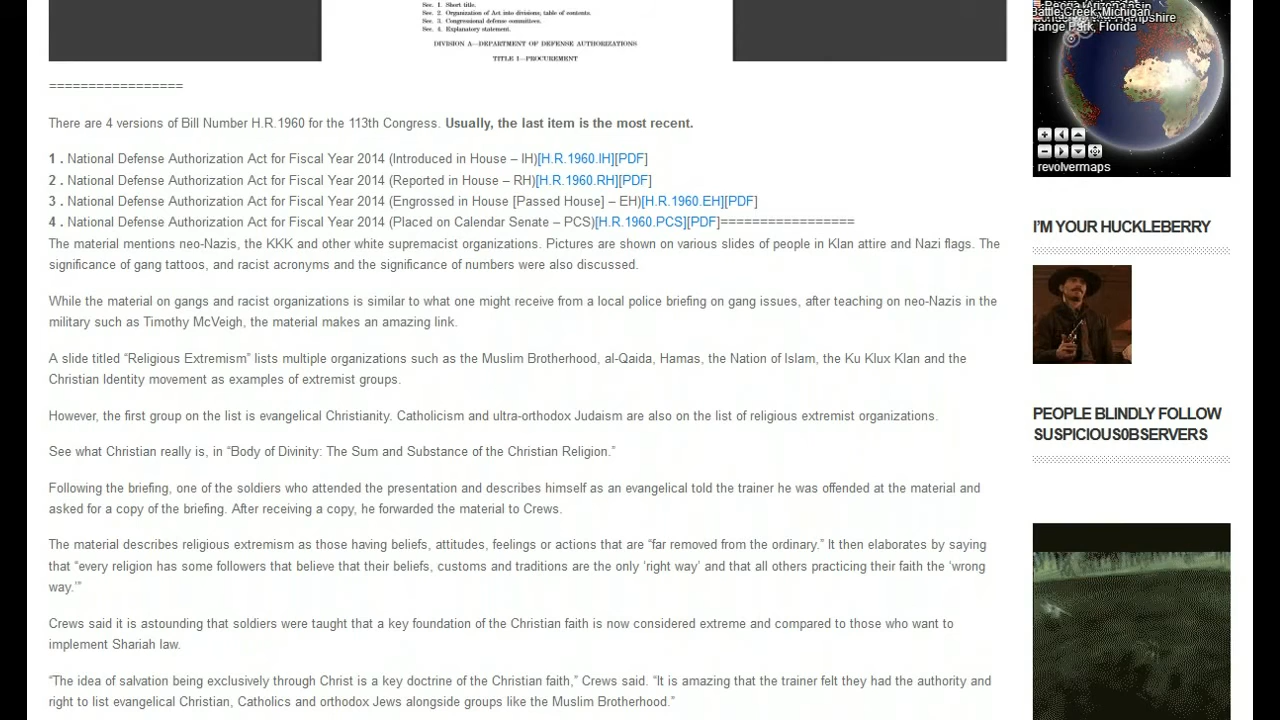 Sec. 1. Short title.
Sec. 2. Organization of Act into divisions; table of contents.
Sec. 3. Congressional defense committees.
Sec. 4. Explanatory statement.
DIVISION A—DEPARTMENT OF DEFENSE AUTHORIZATIONS
TITLE I—PROCUREMENT
=================
There are 4 versions of Bill Number H.R.1960 for the 113th Congress. Usually, the last item is the most recent.
1 . National Defense Authorization Act for Fiscal Year 2014 (Introduced in House – IH)[H.R.1960.IH][PDF]
2 . National Defense Authorization Act for Fiscal Year 2014 (Reported in House – RH)[H.R.1960.RH][PDF]
3 . National Defense Authorization Act for Fiscal Year 2014 (Engrossed in House [Passed House] – EH)[H.R.1960.EH][PDF]
4 . National Defense Authorization Act for Fiscal Year 2014 (Placed on Calendar Senate – PCS)[H.R.1960.PCS][PDF]=================
The material mentions neo-Nazis, the KKK and other white supremacist organizations. Pictures are shown on various slides of people in Klan attire and Nazi flags. The
significance of gang tattoos, and racist acronyms and the significance of numbers were also discussed.
While the material on gangs and racist organizations is similar to what one might receive from a local police briefing on gang issues, after teaching on neo-Nazis in the
military such as Timothy McVeigh, the material makes an amazing link.
A slide titled “Religious Extremism” lists multiple organizations such as the Muslim Brotherhood, al-Qaida, Hamas, the Nation of Islam, the Ku Klux Klan and the
Christian Identity movement as examples of extremist groups.
However, the first group on the list is evangelical Christianity. Catholicism and ultra-orthodox Judaism are also on the list of religious extremist organizations.
See what Christian really is, in “Body of Divinity: The Sum and Substance of the Christian Religion.”
Following the briefing, one of the soldiers who attended the presentation and describes himself as an evangelical told the trainer he was offended at the material and
asked for a copy of the briefing. After receiving a copy, he forwarded the material to Crews.
The material describes religious extremism as those having beliefs, attitudes, feelings or actions that are “far removed from the ordinary.” It then elaborates by saying
that “every religion has some followers that believe that their beliefs, customs and traditions are the only ‘right way’ and that all others practicing their faith the ‘wrong
way.’”
Crews said it is astounding that soldiers were taught that a key foundation of the Christian faith is now considered extreme and compared to those who want to
implement Shariah law.
“The idea of salvation being exclusively through Christ is a key doctrine of the Christian faith,” Crews said. “It is amazing that the trainer felt they had the authority and
right to list evangelical Christian, Catholics and orthodox Jews alongside groups like the Muslim Brotherhood.”
Battle Creek, Michigan
range Park, Florida
revolvermaps
I’M YOUR HUCKLEBERRY
PEOPLE BLINDLY FOLLOW
SUSPICIOUS0BSERVERS